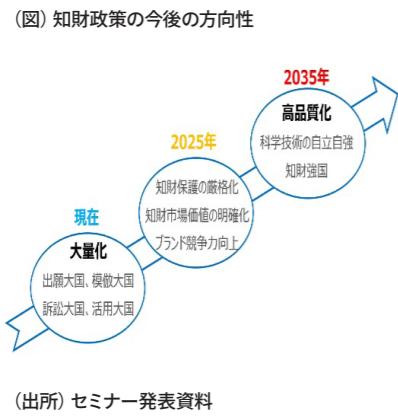 （図）知財政策の今後の方向性
2035年
高品質化
科学技術の自立自強
知財強国
2025年
知財保護の厳格化
知財市場価値の明確化
ブランド競争力向上
現在
大量化
出願大国、模倣大国
訴訟大国、活用大国
（出所）セミナー発表資料